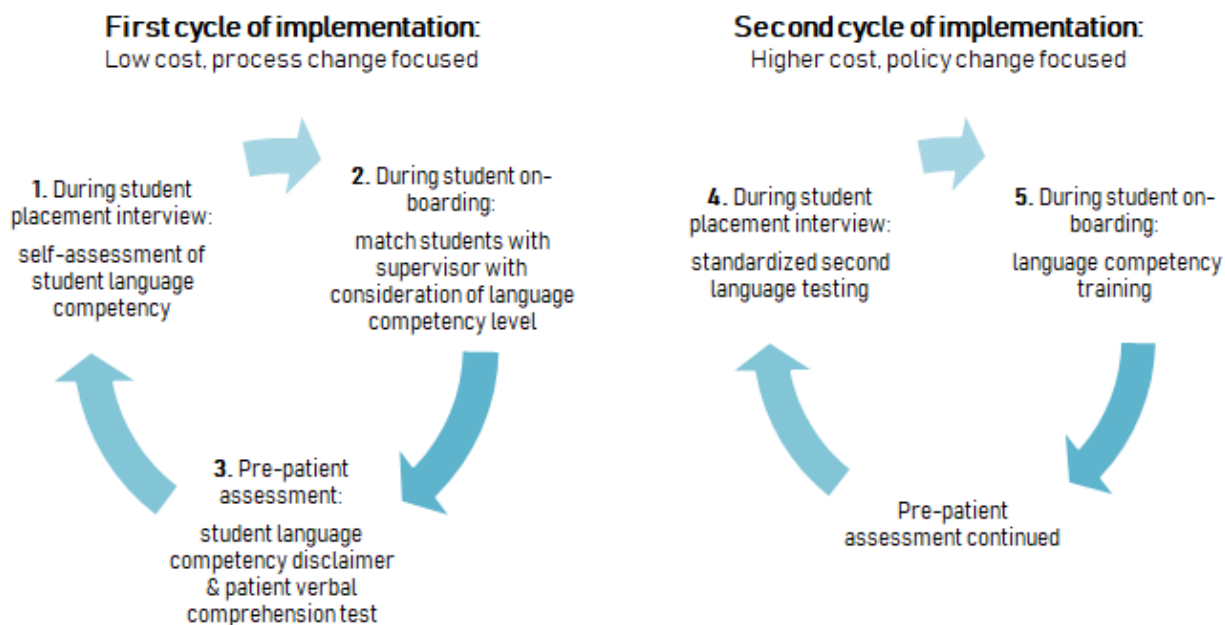 First cycle of implementation:
Low cost, process change focused
1. During student
placement interview:
self-assessment of
student language
competency
2. During student on-
boarding:
match students with
supervisor with
consideration of language
competency level
3. Pre-patient
assessment:
student language
competency disclaimer
& patient verbal
comprehension test
Second cycle of implementation:
Higher cost, policy change focused
4. During student
placement interview:
standardized second
language testing
5. During student on-
boarding:
language competency
training
Pre-patient
assessment continued